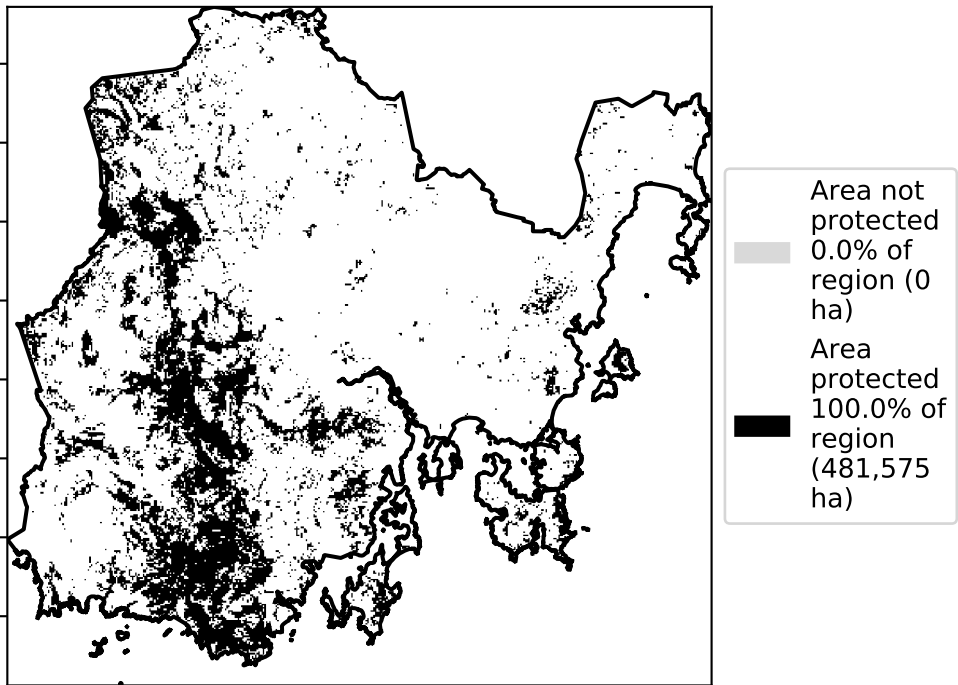 Area not
protected
0.0% of
region (0
ha)
Area
protected
100.0% of
region
(481,575
ha)